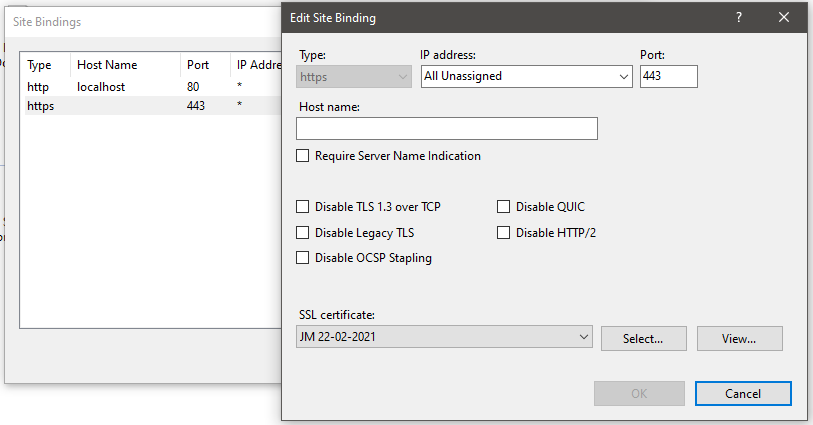 Site Bindings
Type Host Name Port IP Addre
http localhost 80 *
https 443 *
Edit Site Binding
? ×
Type: IP address: Port:
https All Unassigned 443
Host name:
Require Server Name Indication
Disable TLS 1.3 over TCP Disable QUIC
Disable Legacy TLS Disable HTTP/2
Disable OCSP Stapling
SSL certificate:
JM 22-02-2021 Select... View...
OK Cancel